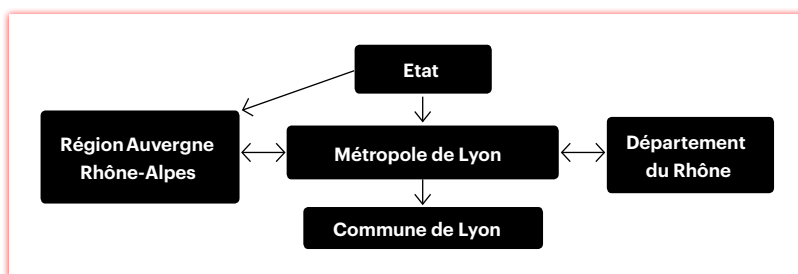 Etat
Région Auvergne
Rhône-Alpes
Métropole de Lyon
Département
du Rhône
Commune de Lyon